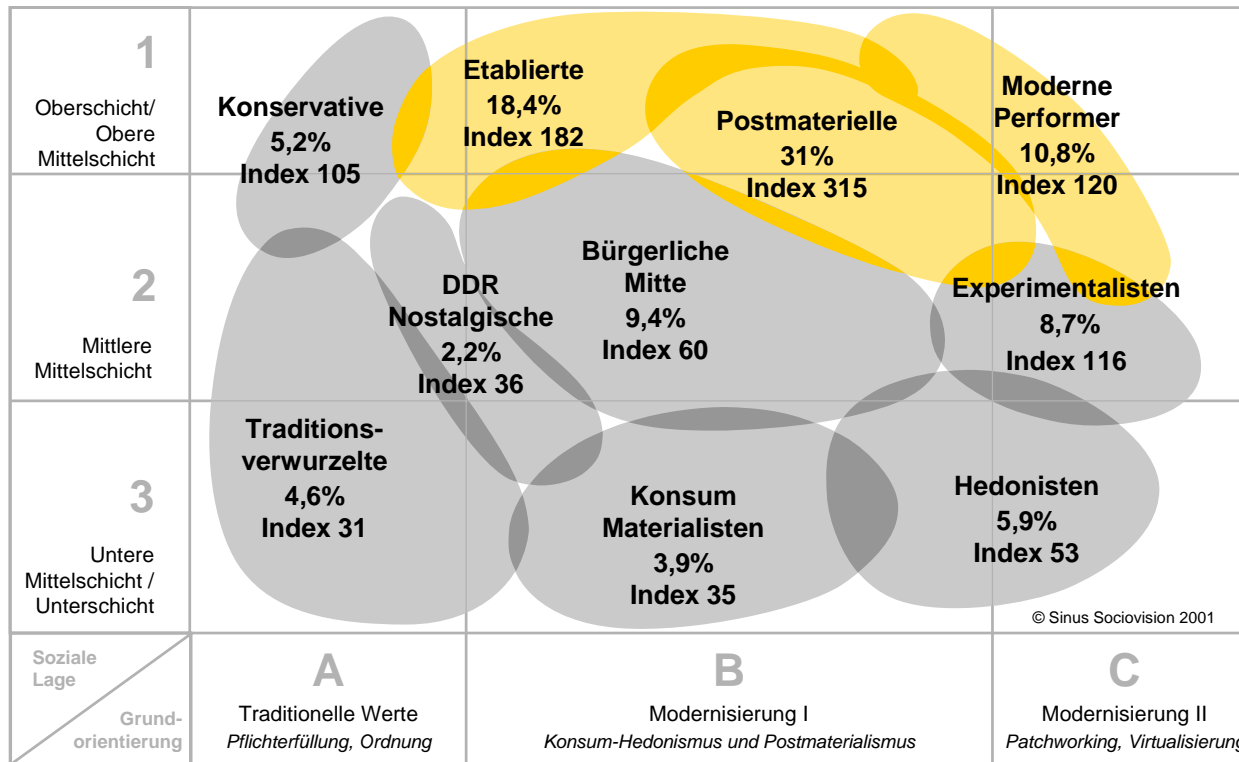 1
Oberschicht/
Obere
Mittelschicht
Konservative
5,2%
Index 105
Etablierte
18,4%
Index 182
Postmaterielle
31%
Index 315
Moderne
Performer
10,8%
Index 120
2
Mittlere
Mittelschicht
DDR
Nostalgische
2,2%
Index 36
Bürgerliche
Mitte
9,4%
Index 60
Experimentalisten
8,7%
Index 116
3
Untere
Mittelschicht /
Unterschicht
Traditions-
verwurzelte
4,6%
Index 31
Konsum
Materialisten
3,9%
Index 35
Hedonisten
5,9%
Index 53
© Sinus Sociovision 2001
Soziale
Lage
Grund-
orientierung
A
Traditionelle Werte
Pflichterfüllung, Ordnung
B
Modernisierung I
Konsum-Hedonismus und Postmaterialismus
C
Modernisierung II
Patchworking, Virtualisierung